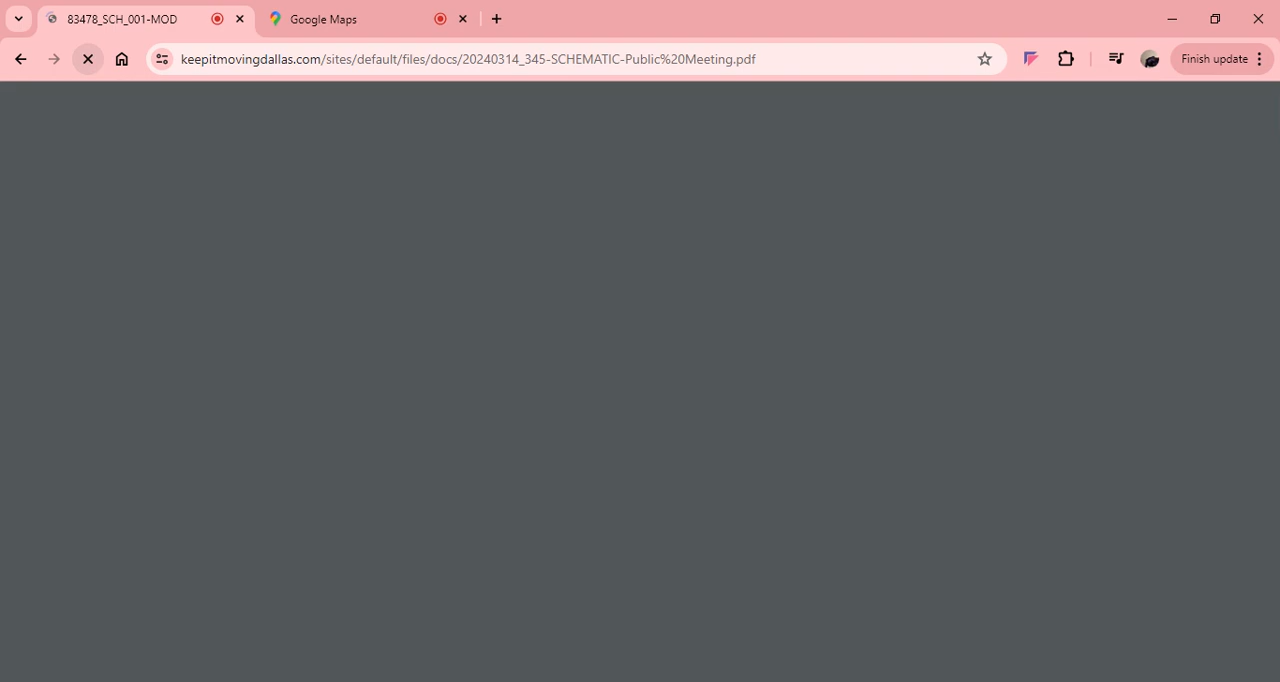 83478_SCH_001-MOD
Google Maps
keepitmovingdallas.com/sites/default/files/docs/20240314_345-SCHEMATIC-Public%20Meeting.pdf
Finish update